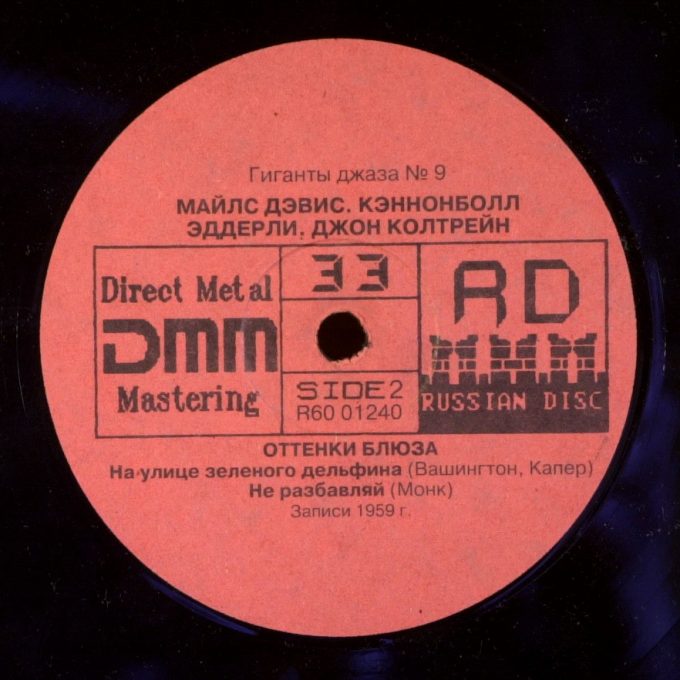 Гиганты джаза № 9
МАЙЛС ДЭВИС. КЭННОНБОЛЛ
ЭДДЕРЛИ. ДЖОН КОЛТРЕЙН
Direct Metal
DMM
Mastering
33
SIDE 2
R60 01240
RD
RUSSIAN DISC
ОТТЕНКИ БЛЮЗА
На улице зеленого дельфина (Вашингтон, Капер)
Не разбавляй (Монк)
Записи 1959 г.